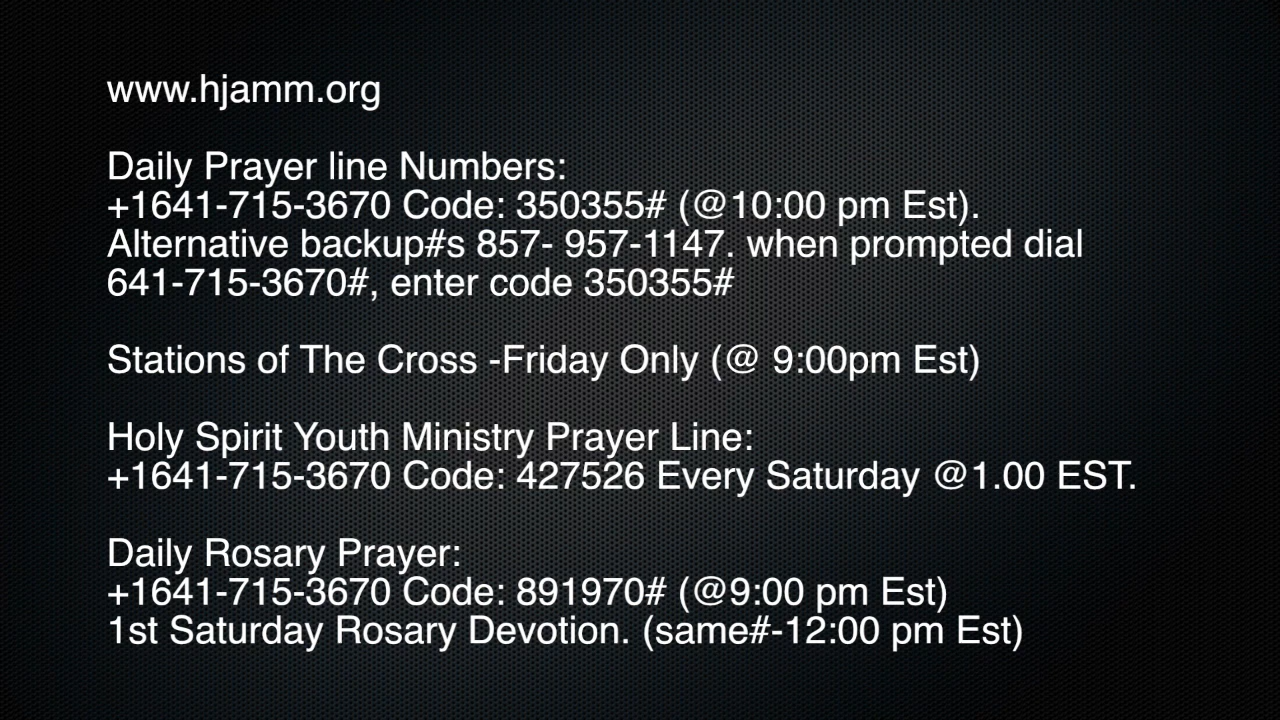 www.hjamm.org
Daily Prayer line Numbers:
+1641-715-3670 Code: 350355# (@10:00 pm Est).
Alternative backup#s 857- 957-1147. when prompted dial
641-715-3670#, enter code 350355#
Stations of The Cross -Friday Only (@ 9:00pm Est)
Holy Spirit Youth Ministry Prayer Line:
+1641-715-3670 Code: 427526 Every Saturday @1.00 EST.
Daily Rosary Prayer:
+1641-715-3670 Code: 891970# (@9:00 pm Est)
1st Saturday Rosary Devotion. (same#-12:00 pm Est)